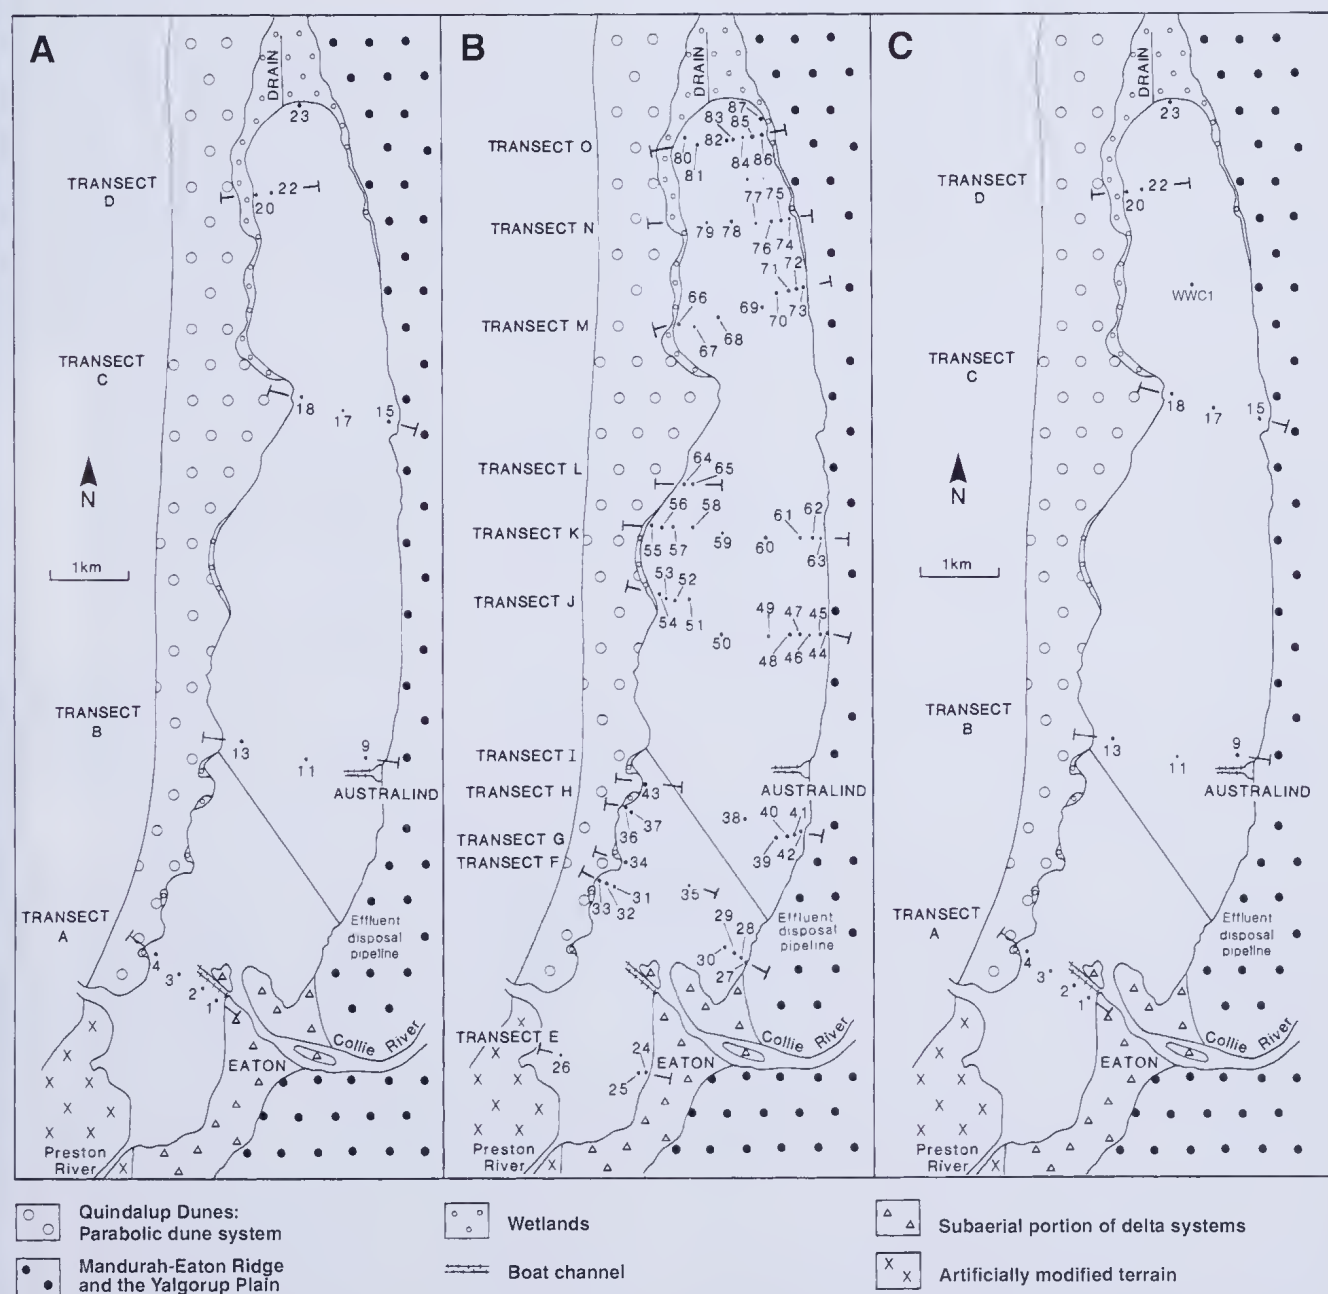 A
DRAIN
23
TRANSECT
D
22
20
TRANSECT
C
18
17
15
N
1km
TRANSECT
B
13
11
9
AUSTRALIND
TRANSECT
A
Effluent
disposal
pipeline
4
3
2
1
Collie River
EATON
Preston
River
B
DRAIN
87
83
85
TRANSECT O
82
80
84
86
81
77
75
TRANSECT N
79
78
76
74
72
71
66
69
70
73
TRANSECT M
68
67
64
TRANSECT L
65
56
58
62
61
TRANSECT K
59
60
55
57
63
53
52
TRANSECT J
49
47
45
54
51
50
48
46
44
TRANSECT I
AUSTRALIND
TRANSECT H
43
38
40
41
37
36
TRANSECT G
39
42
TRANSECT F
34
31
35
33
32
29
28
Effluent
disposal
pipeline
30
27
TRANSECT E
24
26
25
Collie River
EATON
Preston
River
C
DRAIN
23
TRANSECT
D
22
20
WWC1
TRANSECT
C
18
17
15
N
1km
TRANSECT
B
13
11
9
AUSTRALIND
TRANSECT
A
Effluent
disposal
pipeline
4
3
2
1
Collie River
EATON
Preston
River
Quindalup Dunes:
Parabolic dune system
Mandurah-Eaton Ridge
and the Yalgorup Plain
Wetlands
Boat channel
Subaerial portion of delta systems
Artificially modified terrain